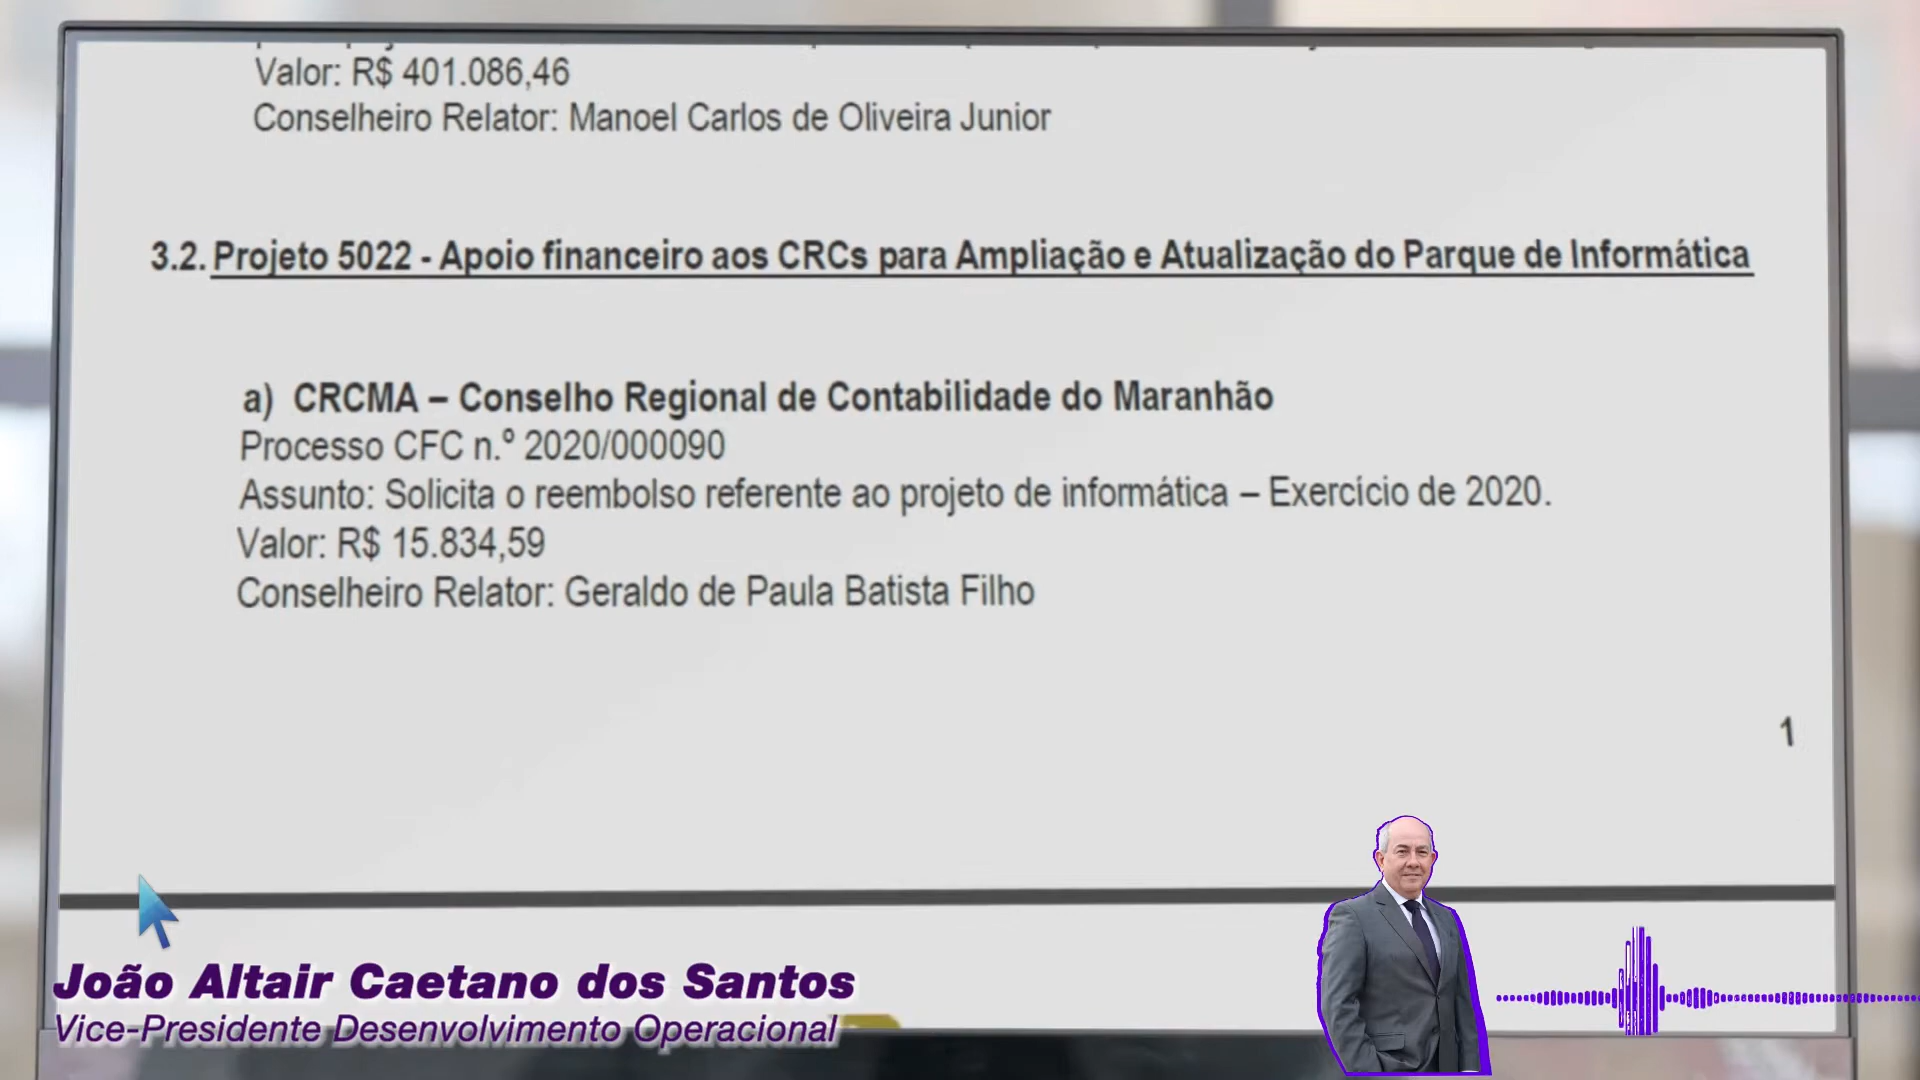 Valor: R$ 401.086,46
Conselheiro Relator: Manoel Carlos de Oliveira Junior
3.2. Projeto 5022 - Apoio financeiro aos CRCs para Ampliação e Atualização do Parque de Informática
a) CRCMA – Conselho Regional de Contabilidade do Maranhão
Processo CFC n.º 2020/000090
Assunto: Solicita o reembolso referente ao projeto de informática – Exercício de 2020.
Valor: R$ 15.834,59
Conselheiro Relator: Geraldo de Paula Batista Filho
1
João Altair Caetano dos Santos
Vice-Presidente Desenvolvimento Operacional